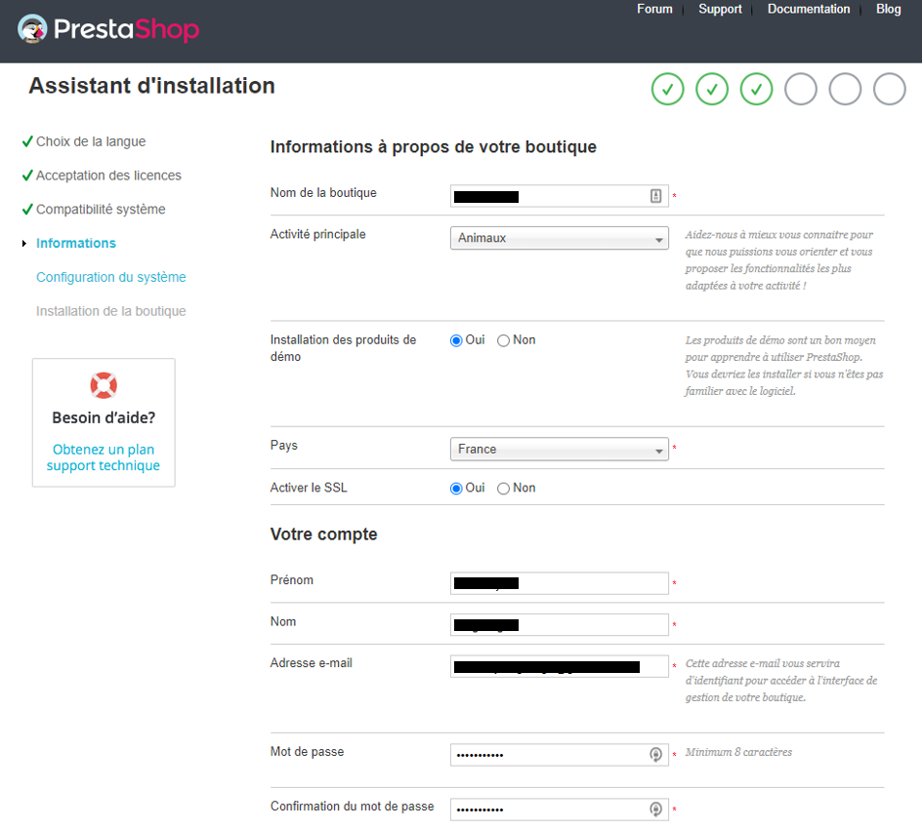 Forum
Support
Documentation
Blog
PrestaShop
Assistant d'installation
Choix de la langue
Acceptation des licences
Compatibilité système
Informations
Configuration du système
Installation de la boutique
Besoin d'aide?
Obtenez un plan
support technique
Informations à propos de votre boutique
Nom de la boutique
*
Activité principale
Animaux
Aidez-nous à mieux vous connaitre pour
que nous puissions vous orienter et vous
proposer les fonctionnalités les plus
adaptées à votre activité !
Installation des produits de
démo
Oui
Non
Les produits de démo sont un bon moyen
pour apprendre à utiliser PrestaShop.
Vous devriez les installer si vous n'êtes pas
familier avec le logiciel.
Pays
France
*
Activer le SSL
Oui
Non
Votre compte
Prénom
*
Nom
*
Adresse e-mail
*
Cette adresse e-mail vous servira
d'identifiant pour accéder à l'interface de
gestion de votre boutique.
Mot de passe
•••••••••••
*
Minimum 8 caractères
Confirmation du mot de passe
•••••••••••
*